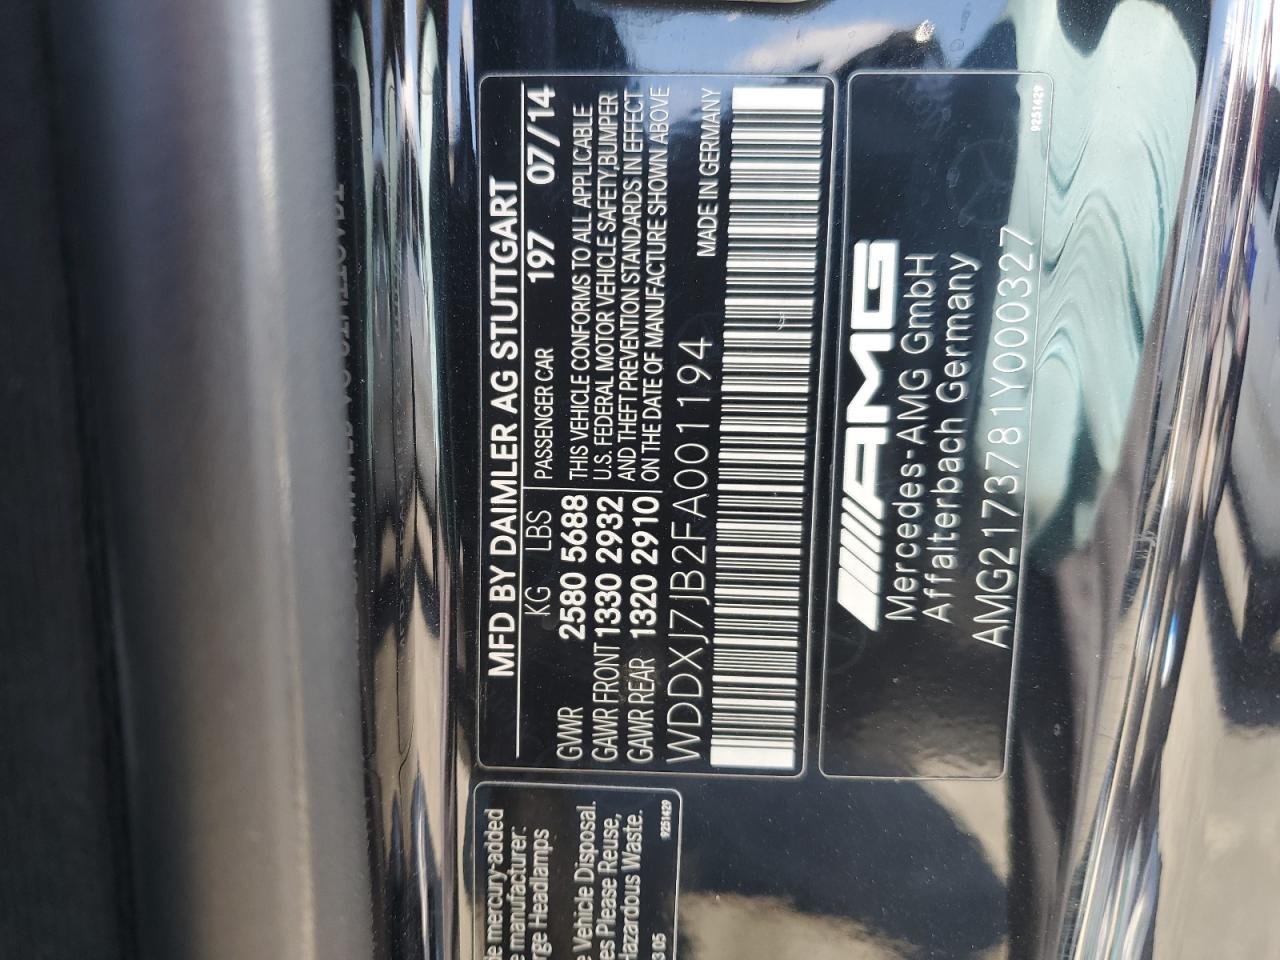 MFD BY DAIMLER AG STUTTGART
KG LBS PASSENGER CAR 197 07/14
GVWR 2580 5688 THIS VEHICLE CONFORMS TO ALL APPLICABLE
GAWR FRONT 1330 2932 U.S. FEDERAL MOTOR VEHICLE SAFETY, BUMPER
GAWR REAR 1320 2910 AND THEFT PREVENTION STANDARDS IN EFFECT
ON THE DATE OF MANUFACTURE SHOWN ABOVE
WDDXJ7JB2FA001194 MADE IN GERMANY
AMG
Mercedes-AMG GmbH
Affalterbach Germany
AMG2173781Y000327
9251429
mercury-added
manufacturer.
Headlamps
Vehicle Disposal.
Please Reuse,
Hazardous Waste.
9251429